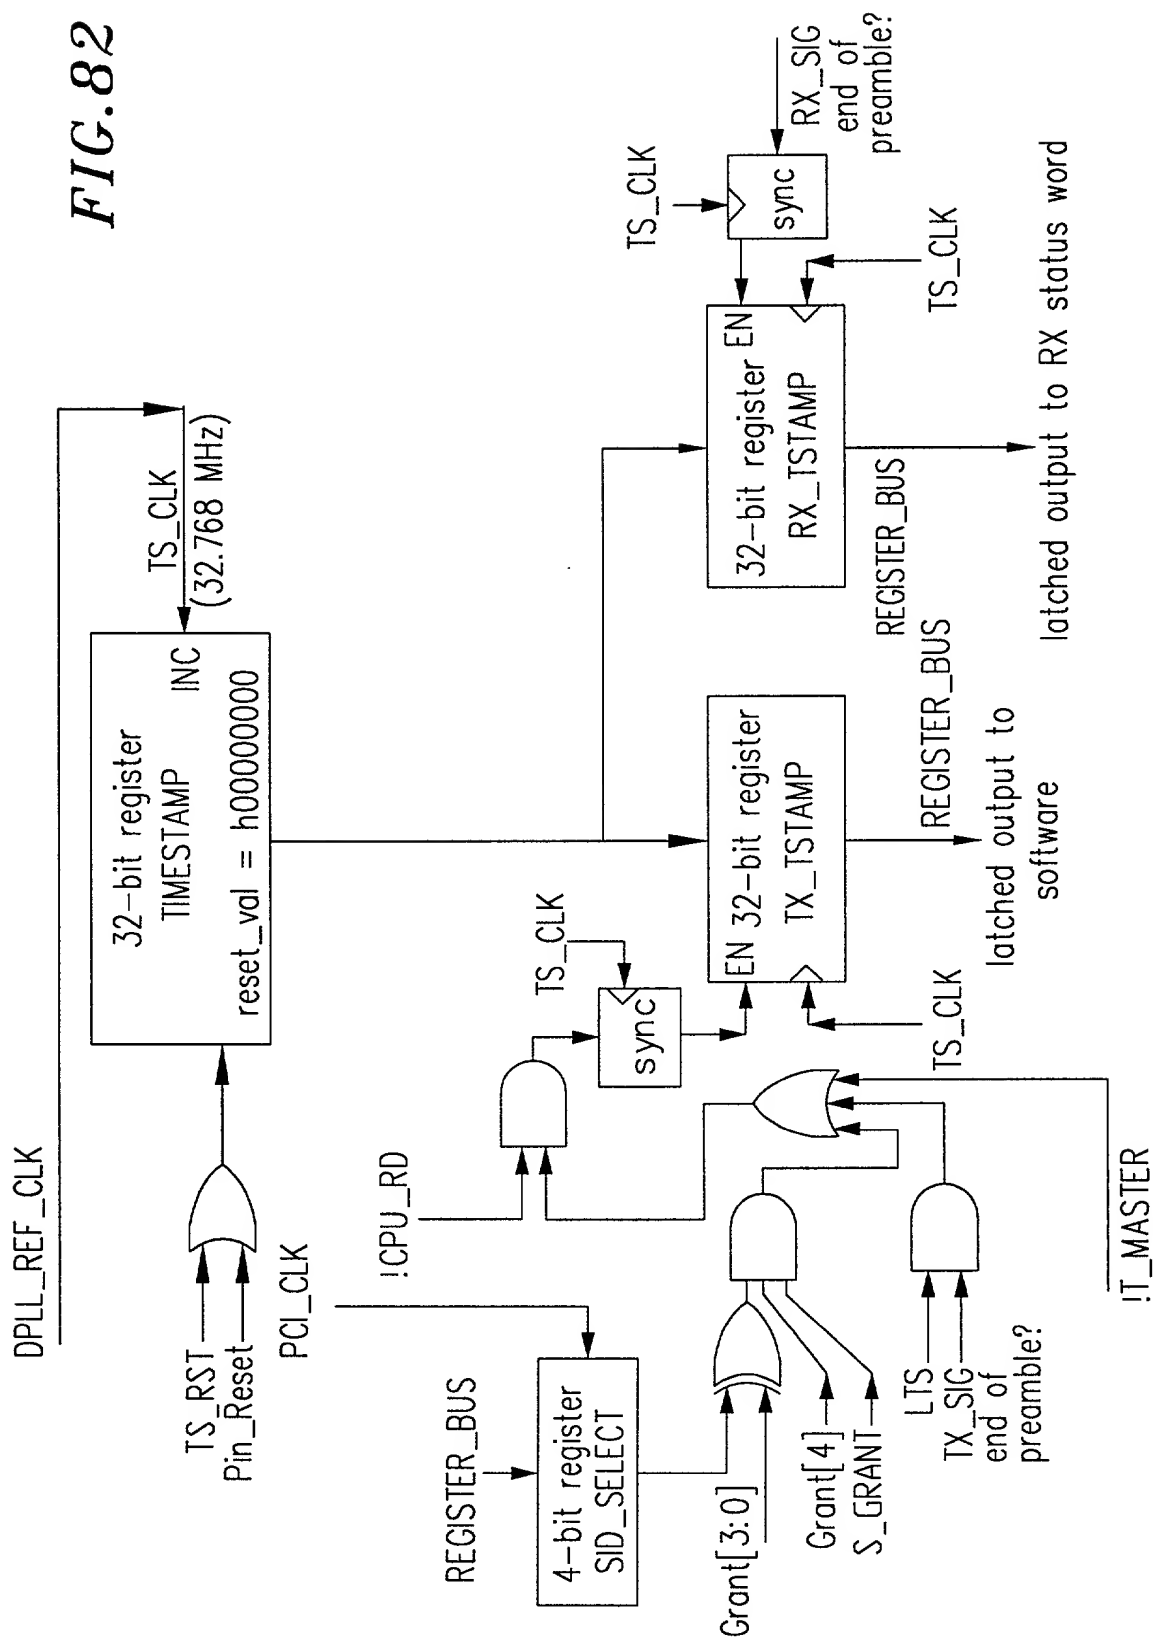 FIG.82
DPLL_REF_CLK
TS_CLK
(32.768 MHz)
32-bit register
TIMESTAMP
INC
reset_val = h00000000
TS_RST
Pin_Reset
PCI_CLK
!CPU_RD
REGISTER_BUS
4-bit register
SID_SELECT
Grant[3:0]
Grant[4]
S_GRANT
LTS
TX_SIG
end of
preamble?
!T_MASTER
TS_CLK
sync
EN
32-bit register
TX_TSTAMP
TS_CLK
REGISTER_BUS
latched output to
software
32-bit register
EN
RX_TSTAMP
TS_CLK
sync
RX_SIG
end of
preamble?
TS_CLK
REGISTER_BUS
latched output to RX status word